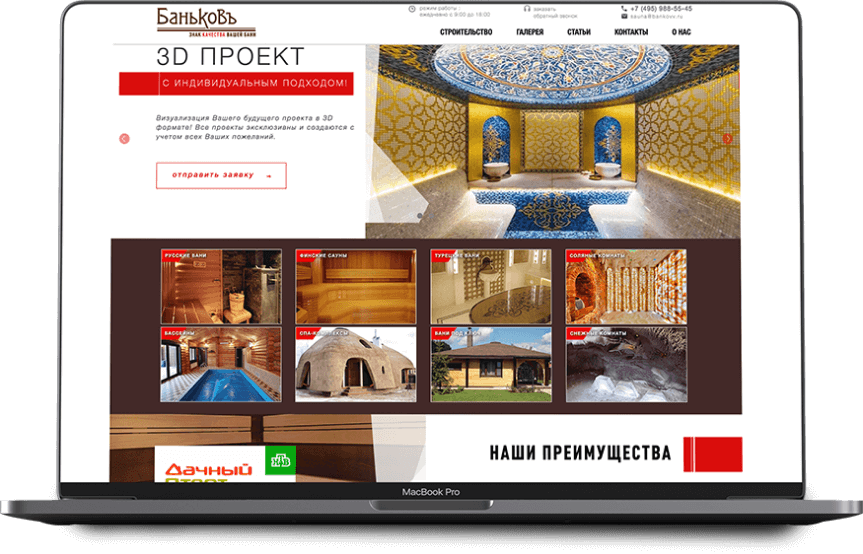 БаньковЪ
ЗНАК КАЧЕСТВА ВАШЕЙ БАНИ
режим работы :
ежедневно с 9:00 до 18:00
заказать
обратный звонок
+7 (495) 988-55-45
sauna@bankovv.ru
СТРОИТЕЛЬСТВО
ГАЛЕРЕЯ
СТАТЬИ
КОНТАКТЫ
О НАС
3D ПРОЕКТ
С ИНДИВИДУАЛЬНЫМ ПОДХОДОМ!
Визуализация Вашего будущего проекта в 3D
формате! Все проекты эксклюзивны и создаются с
учетом всех Ваших пожеланий.
отправить заявку →
РУССКИЕ БАНИ
ФИНСКИЕ САУНЫ
ТУРЕЦКИЕ БАНИ
СОЛЯНЫЕ КОМНАТЫ
БАССЕЙНЫ
СПА-КОМПЛЕКСЫ
БАНИ ПОД КЛЮЧ
СНЕЖНЫЕ КОМНАТЫ
Дачный
Ответ
НТВ
НАШИ ПРЕИМУЩЕСТВА
MacBook Pro